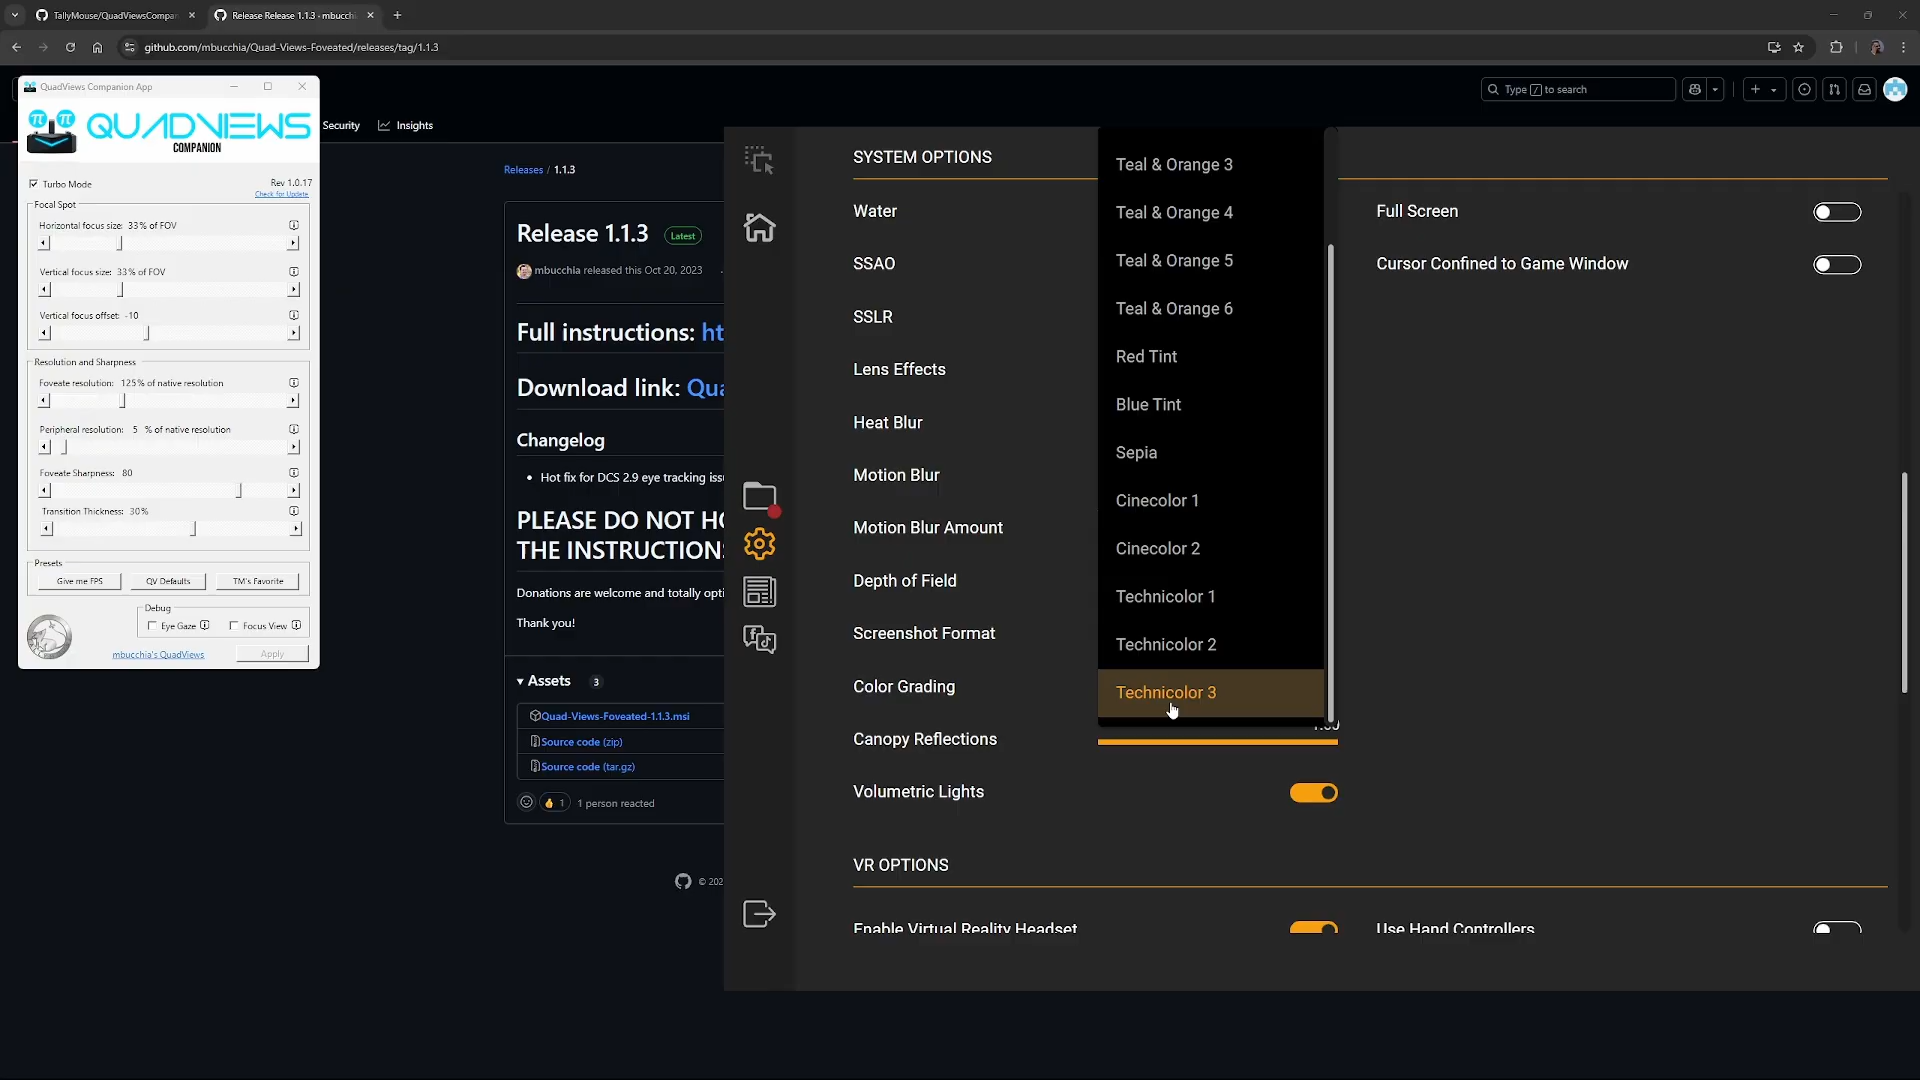 TallyMouse/QuadViewsCompan
Release Release 1.1.3 · mbucchi
github.com/mbucchia/Quad-Views-Foveated/releases/tag/1.1.3
Type / to search
Security
Insights
Releases / 1.1.3
Release 1.1.3 Latest
mbucchia released this Oct 20, 2023
Full instructions: ht
Download link: Qua
Changelog
Hot fix for DCS 2.9 eye tracking iss
PLEASE DO NOT HO
THE INSTRUCTION
Donations are welcome and totally opti
Thank you!
Assets 3
Quad-Views-Foveated-1.1.3.msi
Source code (zip)
Source code (tar.gz)
1
1 person reacted
© 202
QuadViews Companion App
QUADVIEWS
COMPANION
Turbo Mode
Rev 1.0.17
Check for Update
Focal Spot
Horizontal focus size: 33% of FOV
Vertical focus size: 33% of FOV
Vertical focus offset: -10
Resolution and Sharpness
Foveate resolution: 125% of native resolution
Peripheral resolution: 5 % of native resolution
Foveate Sharpness: 80
Transition Thickness: 30%
Presets
Give me FPS
QV Defaults
TM's Favorite
Debug
Eye Gaze
Focus View
mbucchia's QuadViews
Apply
SYSTEM OPTIONS
Water
SSAO
SSLR
Lens Effects
Heat Blur
Motion Blur
Motion Blur Amount
Depth of Field
Screenshot Format
Color Grading
Canopy Reflections
Volumetric Lights
Teal & Orange 3
Teal & Orange 4
Teal & Orange 5
Teal & Orange 6
Red Tint
Blue Tint
Sepia
Cinecolor 1
Cinecolor 2
Technicolor 1
Technicolor 2
Technicolor 3
Full Screen
Cursor Confined to Game Window
VR OPTIONS
Enable Virtual Reality Headset
Use Hand Controllers